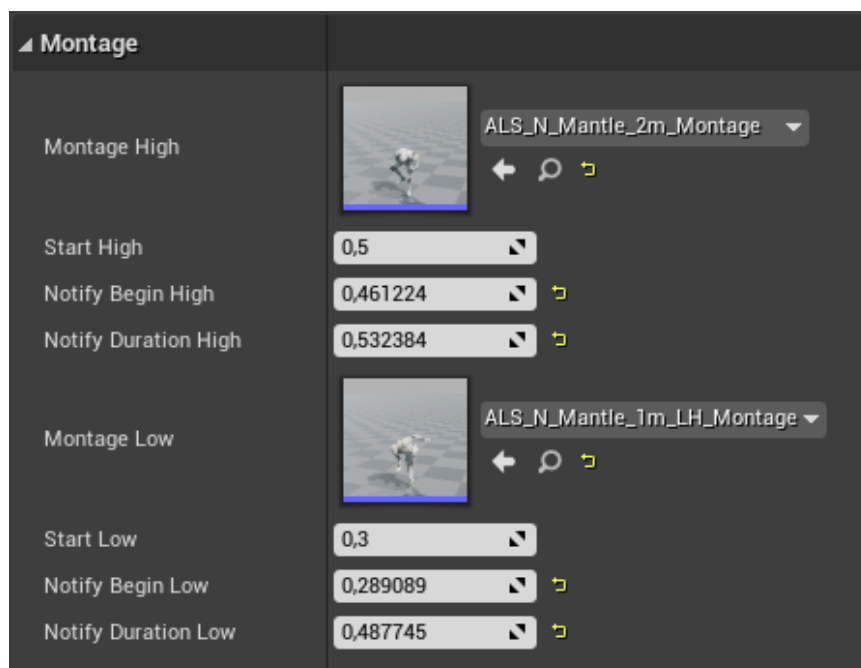 Montage
Montage High
ALS_N_Mantle_2m_Montage
Start High
0,5
Notify Begin High
0,461224
Notify Duration High
0,532384
Montage Low
ALS_N_Mantle_1m_LH_Montage
Start Low
0,3
Notify Begin Low
0,289089
Notify Duration Low
0,487745